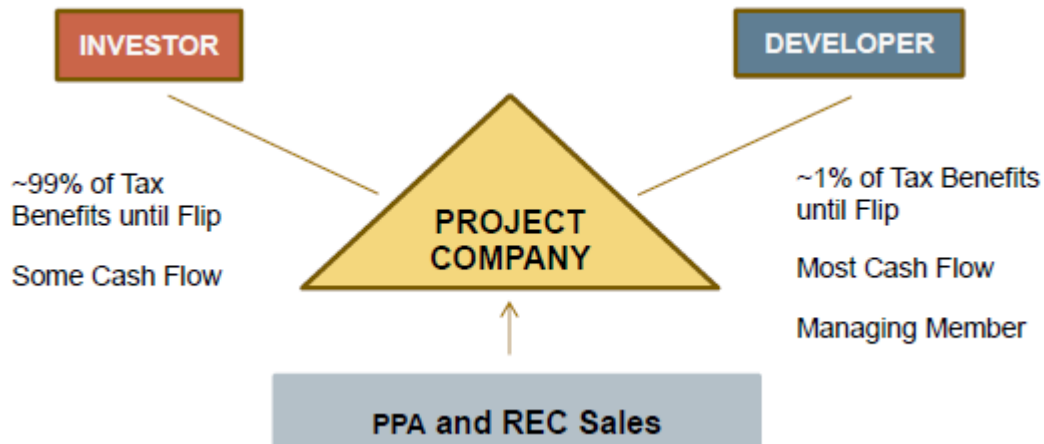 INVESTOR
DEVELOPER
~99% of Tax
Benefits until Flip
Some Cash Flow
PROJECT
COMPANY
~1% of Tax Benefits
until Flip
Most Cash Flow
Managing Member
PPA and REC Sales